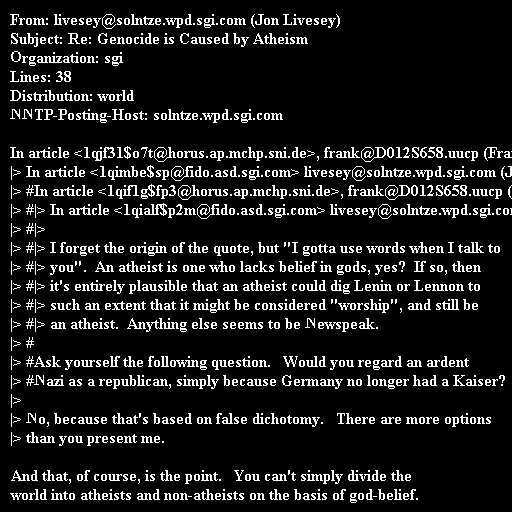 From: livesey@solntze.wpd.sgi.com (Jon Livesey)
Subject: Re: Genocide is Caused by Atheism
Organization: sgi
Lines: 38
Distribution: world
NNTP-Posting-Host: solntze.wpd.sgi.com

In article <1qjf31$o7t@horus.ap.mchp.sni.de>, frank@D012S658.uucp (Fra
|> In article <1qimbe$sp@fido.asd.sgi.com> livesey@solntze.wpd.sgi.com (J
|> #In article <1qif1g$fp3@horus.ap.mchp.sni.de>, frank@D012S658.uucp (
|> #|> In article <1qialf$p2m@fido.asd.sgi.com> livesey@solntze.wpd.sgi.co
|> #|>
|> #|> I forget the origin of the quote, but "I gotta use words when I talk to
|> #|> you".  An atheist is one who lacks belief in gods, yes?  If so, then
|> #|> it's entirely plausible that an atheist could dig Lenin or Lennon to
|> #|> such an extent that it might be considered "worship", and still be
|> #|> an atheist.  Anything else seems to be Newspeak.
|> #
|> #Ask yourself the following question.   Would you regard an ardent
|> #Nazi as a republican, simply because Germany no longer had a Kaiser?
|>
|> No, because that's based on false dichotomy.   There are more options
|> than you present me.

And that, of course, is the point.   You can't simply divide the
world into atheists and non-atheists on the basis of god-belief.